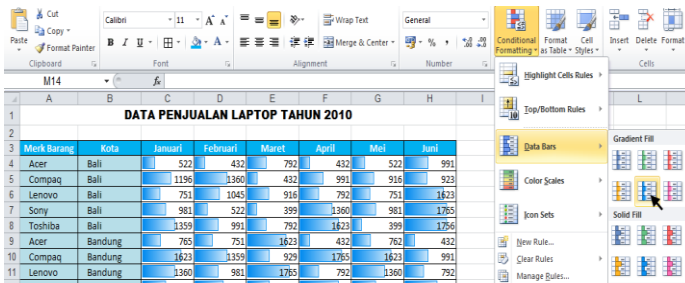 Cut
Copy
Paste
Format Painter
Clipboard
Calibri 11 A A
B I U A
Font
Wrap Text
Merge & Center
Alignment
General
% ,
Number
Conditional Formatting
Format as Table
Cell Styles
Insert Delete Format
Cells
M14 fx
A B C D E F G H I L
1 DATA PENJUALAN LAPTOP TAHUN 2010
2
3 Merk Barang Kota Januari Februari Maret April Mei Juni
4 Acer Bali 522 432 792 432 522 991
5 Compaq Bali 1196 1360 432 991 916 923
6 Lenovo Bali 751 1045 916 792 751 1623
7 Sony Bali 981 522 399 1360 981 1765
8 Toshiba Bali 1359 991 792 1623 399 1756
9 Acer Bandung 765 751 1623 432 762 432
10 Compaq Bandung 1623 1359 929 1765 1623 991
11 Lenovo Bandung 1360 981 1765 792 1360 792
Highlight Cells Rules
Top/Bottom Rules
Data Bars
Color Scales
Icon Sets
New Rule...
Clear Rules
Manage Rules...
Gradient Fill
Solid Fill